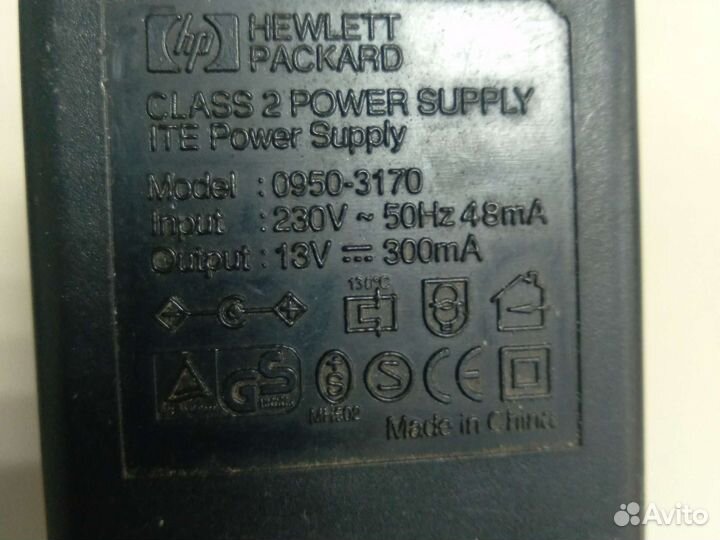 hp HEWLETT
PACKARD
CLASS 2 POWER SUPPLY
ITE Power Supply
Model : 0950-3170
Input : 230V ~ 50Hz 48mA
Output : 13V ⎓ 300mA
130°C
GS
S
S
CE
MH502
Made in China
Avito